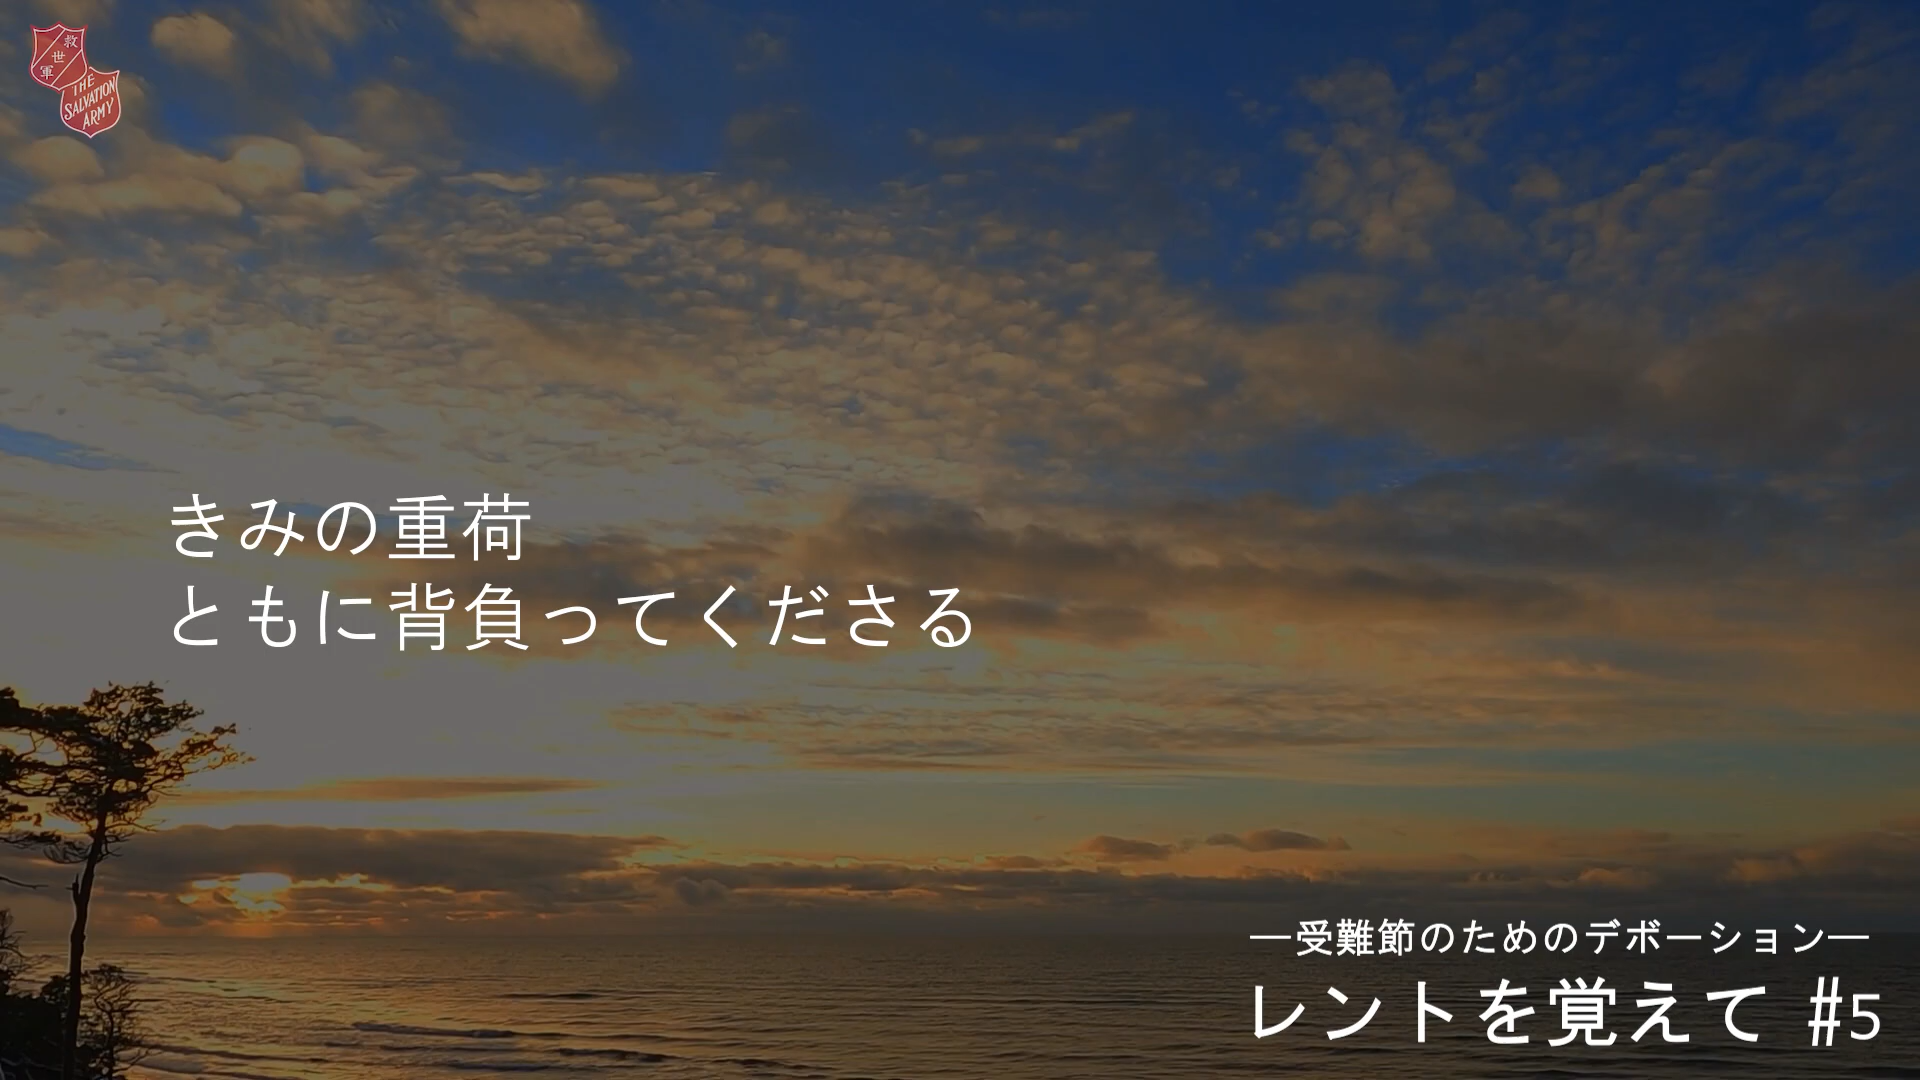 救
世
軍
THE
SALVATION
ARMY
きみの重荷
ともに背負ってくださる
―受難節のためのデボーション―
レントを覚えて #5